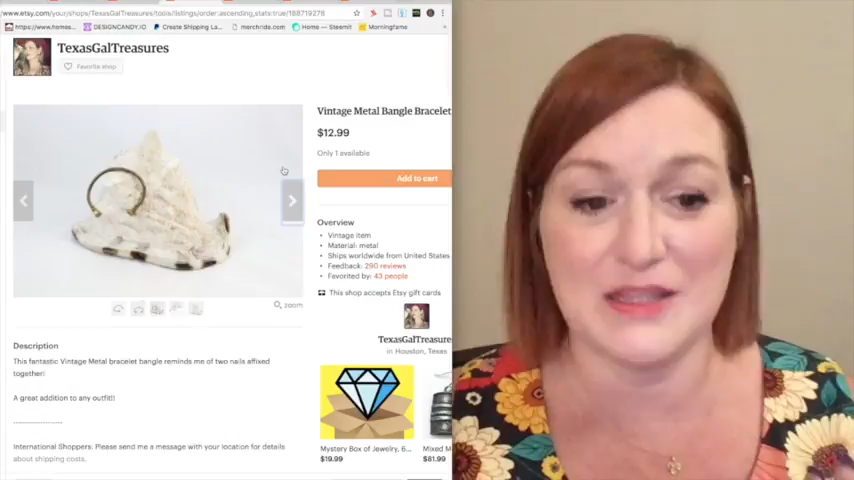 www.etsy.com/your/shops/TexasGalTreasures/tools/listings/order:ascending,stats:true/188719278
https://www.homes...
DESIGNCANDY.IO
Create Shipping La...
merchride.com
Home — Steemit
Morningfame
TexasGalTreasures
Favorite shop
Vintage Metal Bangle Bracelet
$12.99
Only 1 available
Add to cart
Overview
• Vintage item
• Material: metal
• Ships worldwide from United States
• Feedback: 290 reviews
• Favorited by: 43 people
This shop accepts Etsy gift cards
zoom
TexasGalTreasure
in Houston, Texas
Description
This fantastic Vintage Metal bracelet bangle reminds me of two nails affixed
together!
A great addition to any outfit!!
--------------------
International Shoppers: Please send me a message with your location for details
about shipping costs.
Mystery Box of Jewelry, 6...
$19.99
Mixed M
$81.99